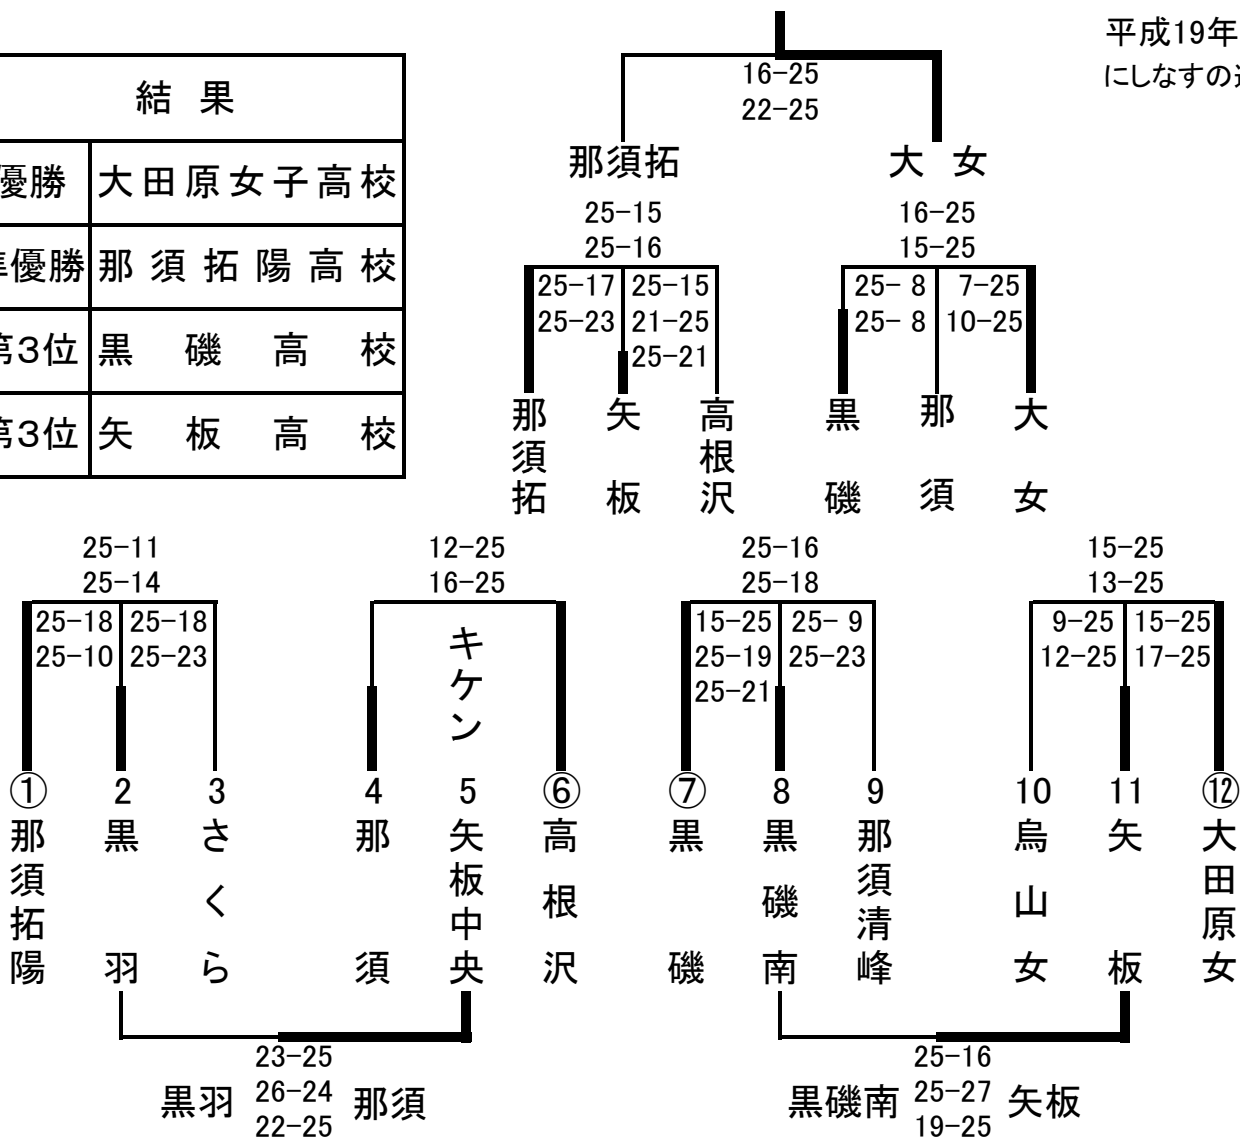 平成19年
にしなすの
結果
優勝 大田原女子高校
準優勝 那須拓陽高校
第3位 黒磯高校
第3位 矢板高校
16-25
22-25
那須拓 大女
25-15
25-16
16-25
15-25
25-17
25-23
25-15
21-25
25-21
25- 8
25- 8
7-25
10-25
那須拓
矢板
高根沢
黒磯
那須
大女
25-11
25-14
12-25
16-25
25-16
25-18
15-25
13-25
25-18
25-10
25-18
25-23
キケン
15-25
25-19
25-21
25- 9
25-23
9-25
12-25
15-25
17-25
① 那須拓陽
2 黒羽
3 さくら
4 那須
5 矢板中央
⑥ 高根沢
⑦ 黒磯
8 黒磯南
9 那須清峰
10 烏山女
11 矢板
⑫ 大田原女
黒羽
23-25
26-24
22-25
那須
黒磯南
25-16
25-27
19-25
矢板